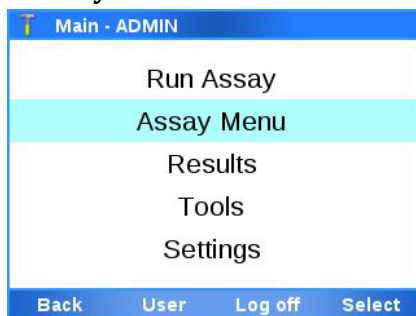 Main - ADMIN
Run Assay
Assay Menu
Results
Tools
Settings
Back User Log off Select